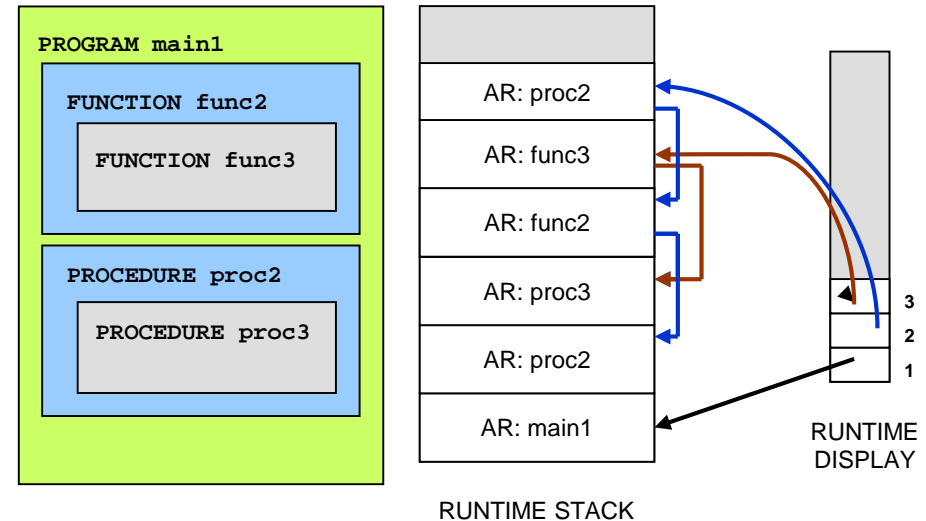 PROGRAM main1
FUNCTION func2
FUNCTION func3
PROCEDURE proc2
PROCEDURE proc3
AR: proc2
AR: func3
AR: func2
AR: proc3
AR: proc2
AR: main1
RUNTIME STACK
3
2
1
RUNTIME
DISPLAY